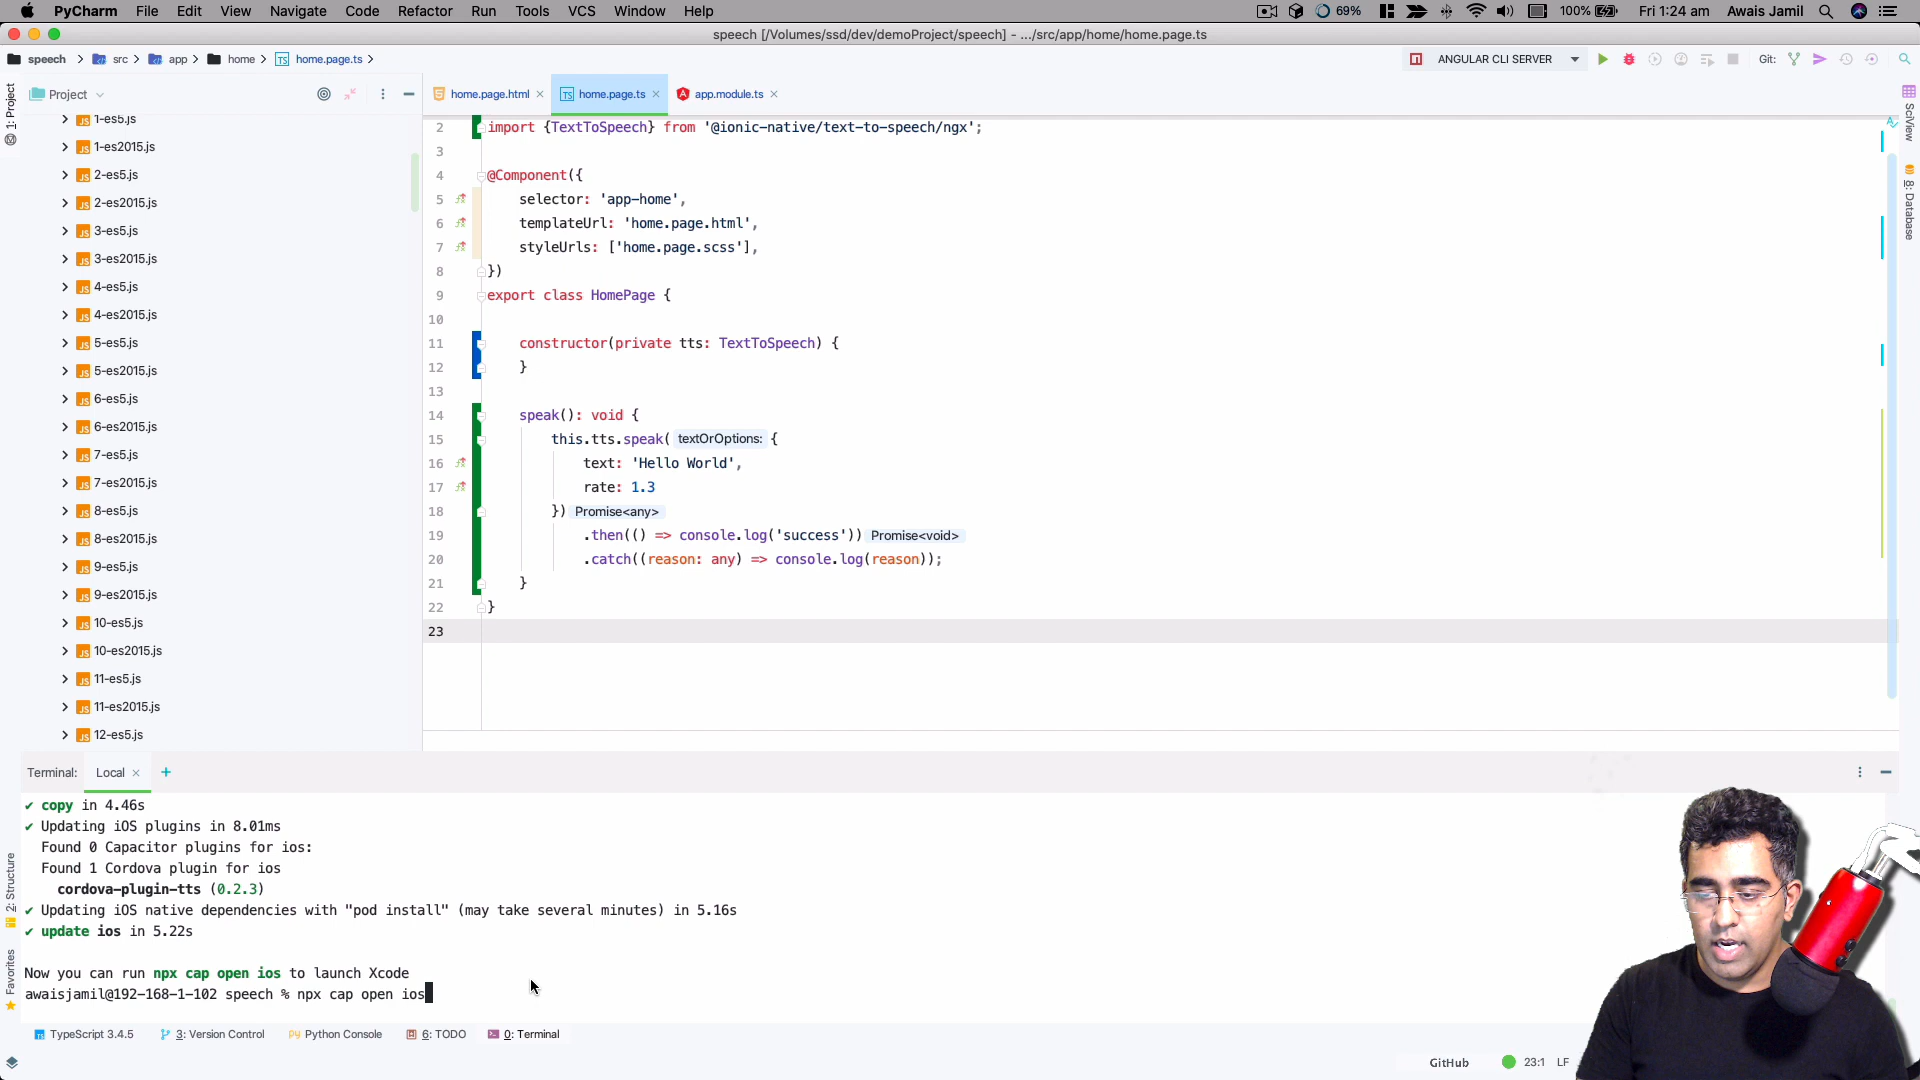 PyCharm File Edit View Navigate Code Refactor Run Tools VCS Window Help
69% 100% Fri 1:24 am Awais Jamil
speech [/Volumes/ssd/dev/demoProject/speech] - .../src/app/home/home.page.ts
speech src app home home.page.ts
ANGULAR CLI SERVER Git:
1: Project
Project
home.page.html home.page.ts app.module.ts
SciView
8: Database
1-es5.js
1-es2015.js
2-es5.js
2-es2015.js
3-es5.js
3-es2015.js
4-es5.js
4-es2015.js
5-es5.js
5-es2015.js
6-es5.js
6-es2015.js
7-es5.js
7-es2015.js
8-es5.js
8-es2015.js
9-es5.js
9-es2015.js
10-es5.js
10-es2015.js
11-es5.js
11-es2015.js
12-es5.js
2 import {TextToSpeech} from '@ionic-native/text-to-speech/ngx';
3
4 @Component({
5 selector: 'app-home',
6 templateUrl: 'home.page.html',
7 styleUrls: ['home.page.scss'],
8 })
9 export class HomePage {
10
11 constructor(private tts: TextToSpeech) {
12 }
13
14 speak(): void {
15 this.tts.speak( textOrOptions: {
16 text: 'Hello World',
17 rate: 1.3
18 }) Promise<any>
19 .then(() => console.log('success')) Promise<void>
20 .catch((reason: any) => console.log(reason));
21 }
22 }
23
Terminal: Local +
✔ copy in 4.46s
✔ Updating iOS plugins in 8.01ms
Found 0 Capacitor plugins for ios:
Found 1 Cordova plugin for ios
cordova-plugin-tts (0.2.3)
✔ Updating iOS native dependencies with "pod install" (may take several minutes) in 5.16s
✔ update ios in 5.22s
Now you can run npx cap open ios to launch Xcode
awaisjamil@192-168-1-102 speech % npx cap open ios
2: Structure
Favorites
TypeScript 3.4.5 3: Version Control Python Console 6: TODO 0: Terminal
GitHub 23:1 LF